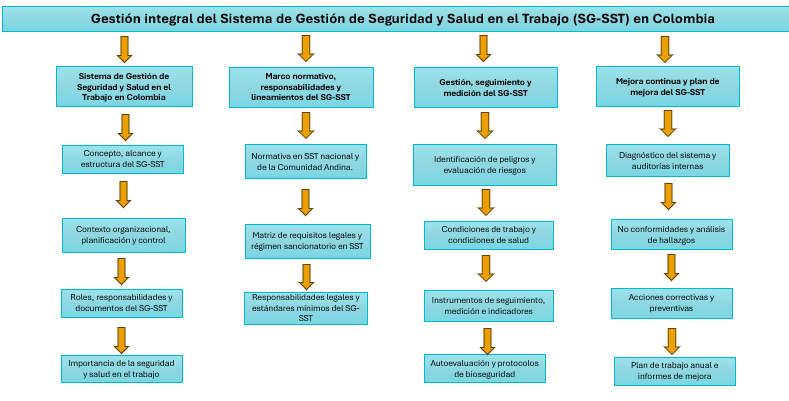 Gestión integral del Sistema de Gestión de Seguridad y Salud en el Trabajo (SG-SST) en Colombia
Sistema de Gestión de
Seguridad y Salud en el
Trabajo en Colombia
Concepto, alcance y
estructura del SG-SST
Contexto organizacional,
planificación y control
Roles, responsabilidades y
documentos del SG-SST
Importancia de la seguridad
y salud en el trabajo
Marco normativo,
responsabilidades y
lineamientos del SG-SST
Normativa en SST nacional y
de la Comunidad Andina.
Matriz de requisitos legales y
régimen sancionatorio en SST
Responsabilidades legales y
estándares mínimos del SG-
SST
Gestión, seguimiento y
medición del SG-SST
Identificación de peligros y
evaluación de riesgos
Condiciones de trabajo y
condiciones de salud
Instrumentos de seguimiento,
medición e indicadores
Autoevaluación y protocolos
de bioseguridad
Mejora continua y plan de
mejora del SG-SST
Diagnóstico del sistema y
auditorías internas
No conformidades y análisis
de hallazgos
Acciones correctivas y
preventivas
Plan de trabajo anual e
informes de mejora